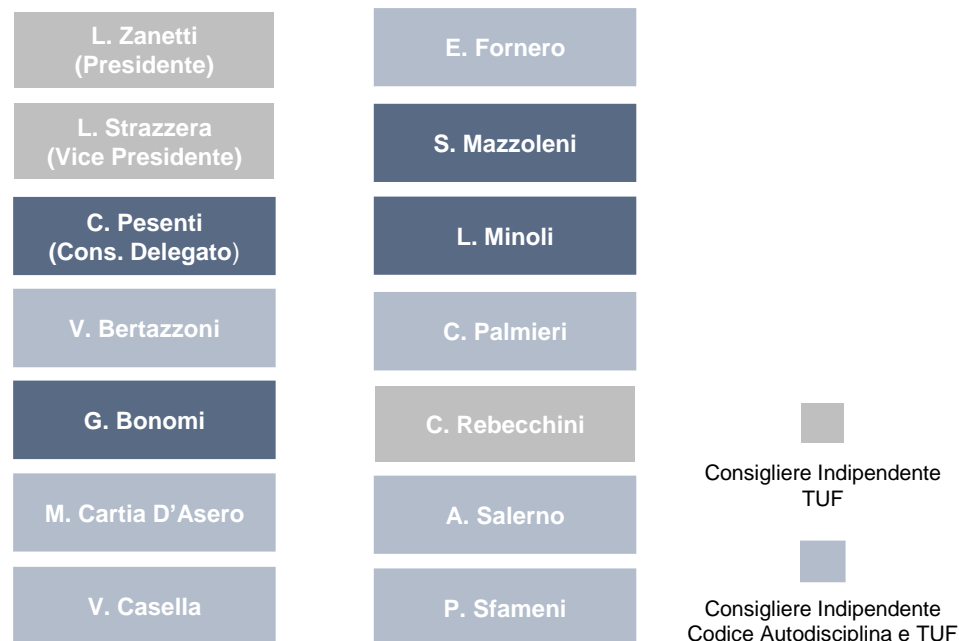 L. Zanetti
(Presidente)
L. Strazzera
(Vice Presidente)
C. Pesenti
(Cons. Delegato)
V. Bertazzoni
G. Bonomi
M. Cartia D’Asero
V. Casella
E. Fornero
S. Mazzoleni
L. Minoli
C. Palmieri
C. Rebecchini
A. Salerno
P. Sfameni
Consigliere Indipendente
TUF
Consigliere Indipendente
Codice Autodisciplina e TUF